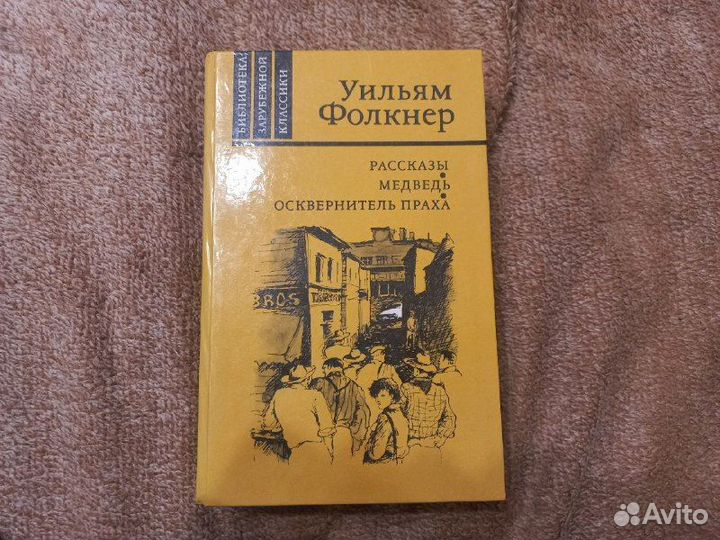 БИБЛИОТЕКА
ЗАРУБЕЖНОЙ
КЛАССИКИ
Уильям
Фолкнер
РАССКАЗЫ
МЕДВЕДЬ
ОСКВЕРНИТЕЛЬ ПРАХА
BROS
Avito